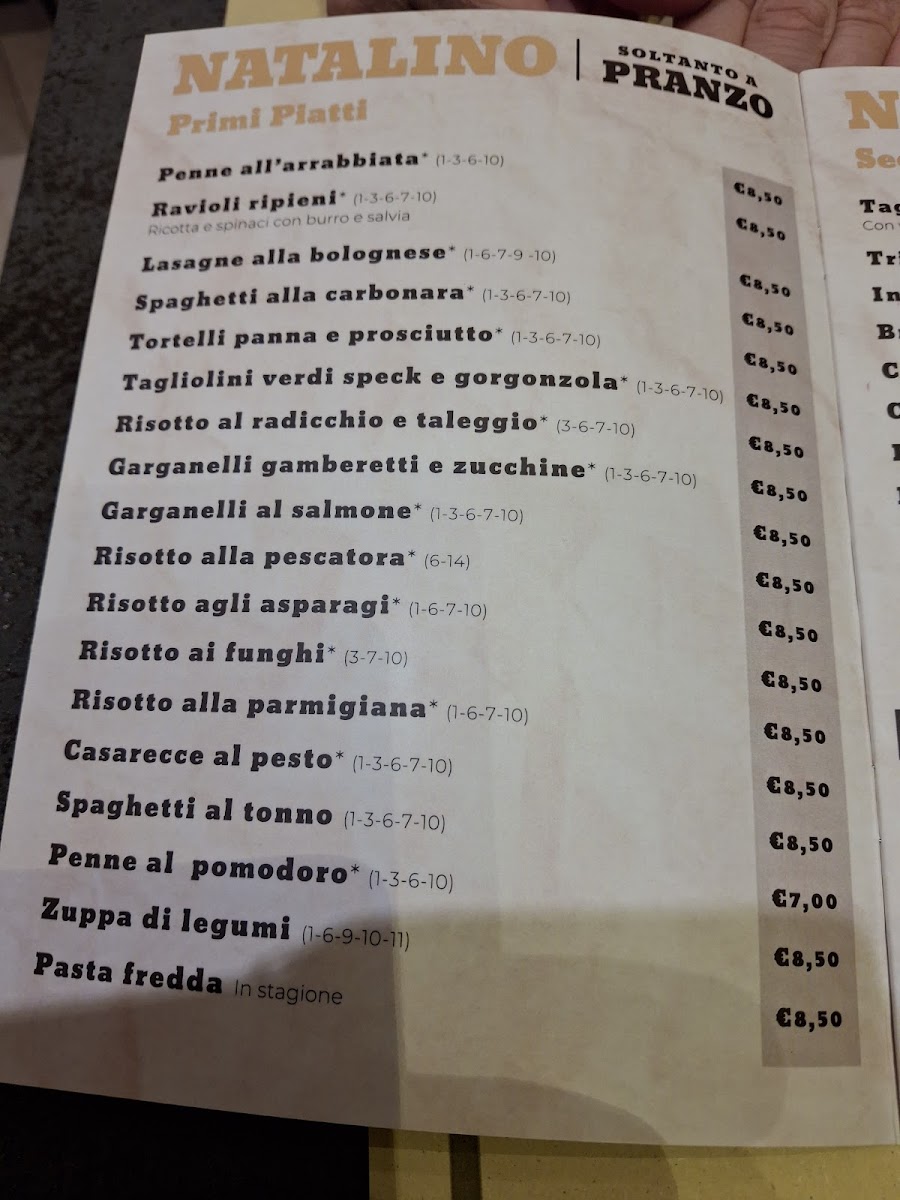 NATALINO | SOLTANTO A PRANZO
Primi Piatti
Penne all'arrabbiata* (1-3-6-10) €8,50
Ravioli ripieni* (1-3-6-7-10) €8,50
Ricotta e spinaci con burro e salvia
Lasagne alla bolognese* (1-6-7-9 -10) €8,50
Spaghetti alla carbonara* (1-3-6-7-10) €8,50
Tortelli panna e prosciutto* (1-3-6-7-10) €8,50
Tagliolini verdi speck e gorgonzola* (1-3-6-7-10) €8,50
Risotto al radicchio e taleggio* (3-6-7-10) €8,50
Garganelli gamberetti e zucchine* (1-3-6-7-10) €8,50
Garganelli al salmone* (1-3-6-7-10) €8,50
Risotto alla pescatora* (6-14) €8,50
Risotto agli asparagi* (1-6-7-10) €8,50
Risotto ai funghi* (3-7-10) €8,50
Risotto alla parmigiana* (1-6-7-10) €8,50
Casarecce al pesto* (1-3-6-7-10) €8,50
Spaghetti al tonno (1-3-6-7-10) €8,50
Penne al pomodoro* (1-3-6-10) €7,00
Zuppa di legumi (1-6-9-10-11) €8,50
Pasta fredda In stagione €8,50